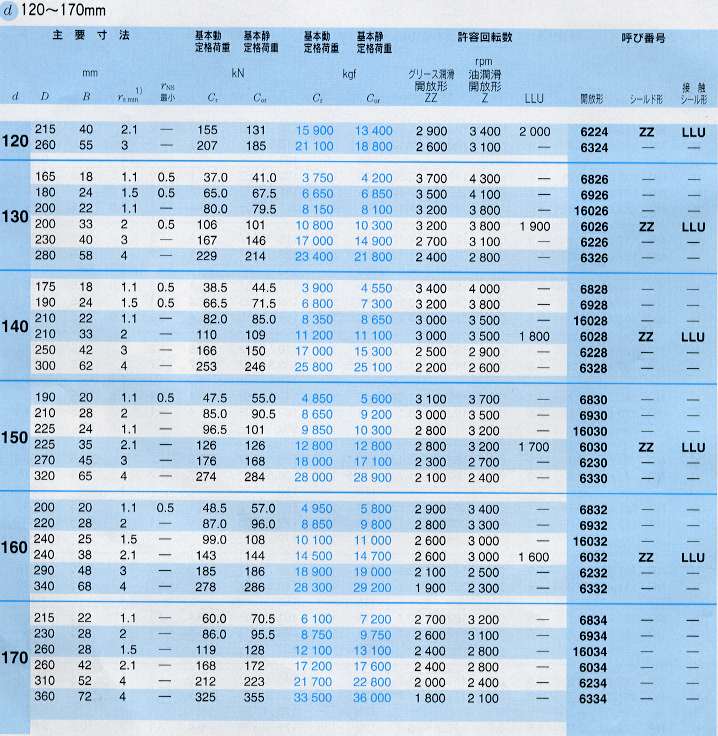 d 120～170mm
主 要 寸 法 基本動 基本静 基本動 基本静 許容回転数 呼び番号
定格荷重 定格荷重 定格荷重 定格荷重
rpm
mm kN kgf グリース潤滑 油潤滑
開放形 開放形 接触
d D B rs min 1) rNS 最小 Cr Cor Cr Cor ZZ Z LLU 開放形 シールド形 シール形
120 215 40 2.1 — 155 131 15 900 13 400 2 900 3 400 2 000 6224 ZZ LLU
260 55 3 — 207 185 21 100 18 800 2 600 3 100 — 6324 — —
130 165 18 1.1 0.5 37.0 41.0 3 750 4 200 3 700 4 300 — 6826 — —
180 24 1.5 0.5 65.0 67.5 6 650 6 850 3 500 4 100 — 6926 — —
200 22 1.1 — 80.0 79.5 8 150 8 100 3 200 3 800 — 16026 — —
200 33 2 0.5 106 101 10 800 10 300 3 200 3 800 1 900 6026 ZZ LLU
230 40 3 — 167 146 17 000 14 900 2 700 3 100 — 6226 — —
280 58 4 — 229 214 23 400 21 800 2 400 2 800 — 6326 — —
140 175 18 1.1 0.5 38.5 44.5 3 900 4 550 3 400 4 000 — 6828 — —
190 24 1.5 0.5 66.5 71.5 6 800 7 300 3 200 3 800 — 6928 — —
210 22 1.1 — 82.0 85.0 8 350 8 650 3 000 3 500 — 16028 — —
210 33 2 — 110 109 11 200 11 100 3 000 3 500 1 800 6028 ZZ LLU
250 42 3 — 166 150 17 000 15 300 2 500 2 900 — 6228 — —
300 62 4 — 253 246 25 800 25 100 2 200 2 600 — 6328 — —
150 190 20 1.1 0.5 47.5 55.0 4 850 5 600 3 100 3 700 — 6830 — —
210 28 2 — 85.0 90.5 8 650 9 200 3 000 3 500 — 6930 — —
225 24 1.1 — 96.5 101 9 850 10 300 2 800 3 200 — 16030 — —
225 35 2.1 — 126 126 12 800 12 800 2 800 3 200 1 700 6030 ZZ LLU
270 45 3 — 176 168 18 000 17 100 2 300 2 700 — 6230 — —
320 65 4 — 274 284 28 000 28 900 2 100 2 400 — 6330 — —
160 200 20 1.1 0.5 48.5 57.0 4 950 5 800 2 900 3 400 — 6832 — —
220 28 2 — 87.0 96.0 8 850 9 800 2 800 3 300 — 6932 — —
240 25 1.5 — 99.0 108 10 100 11 000 2 600 3 000 — 16032 — —
240 38 2.1 — 143 144 14 500 14 700 2 600 3 000 1 600 6032 ZZ LLU
290 48 3 — 185 186 18 900 19 000 2 100 2 500 — 6232 — —
340 68 4 — 278 286 28 300 29 200 1 900 2 300 — 6332 — —
170 215 22 1.1 — 60.0 70.5 6 100 7 200 2 700 3 200 — 6834 — —
230 28 2 — 86.0 95.5 8 750 9 750 2 600 3 100 — 6934 — —
260 28 1.5 — 119 128 12 100 13 100 2 400 2 800 — 16034 — —
260 42 2.1 — 168 172 17 200 17 600 2 400 2 800 — 6034 — —
310 52 4 — 212 223 21 700 22 800 2 000 2 400 — 6234 — —
360 72 4 — 325 355 33 500 36 000 1 800 2 100 — 6334 — —